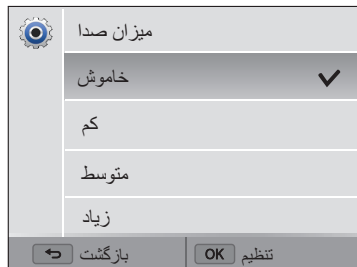 میزان صدا
خاموش
کم
متوسط
زیاد
بازگشت
OK تنظیم